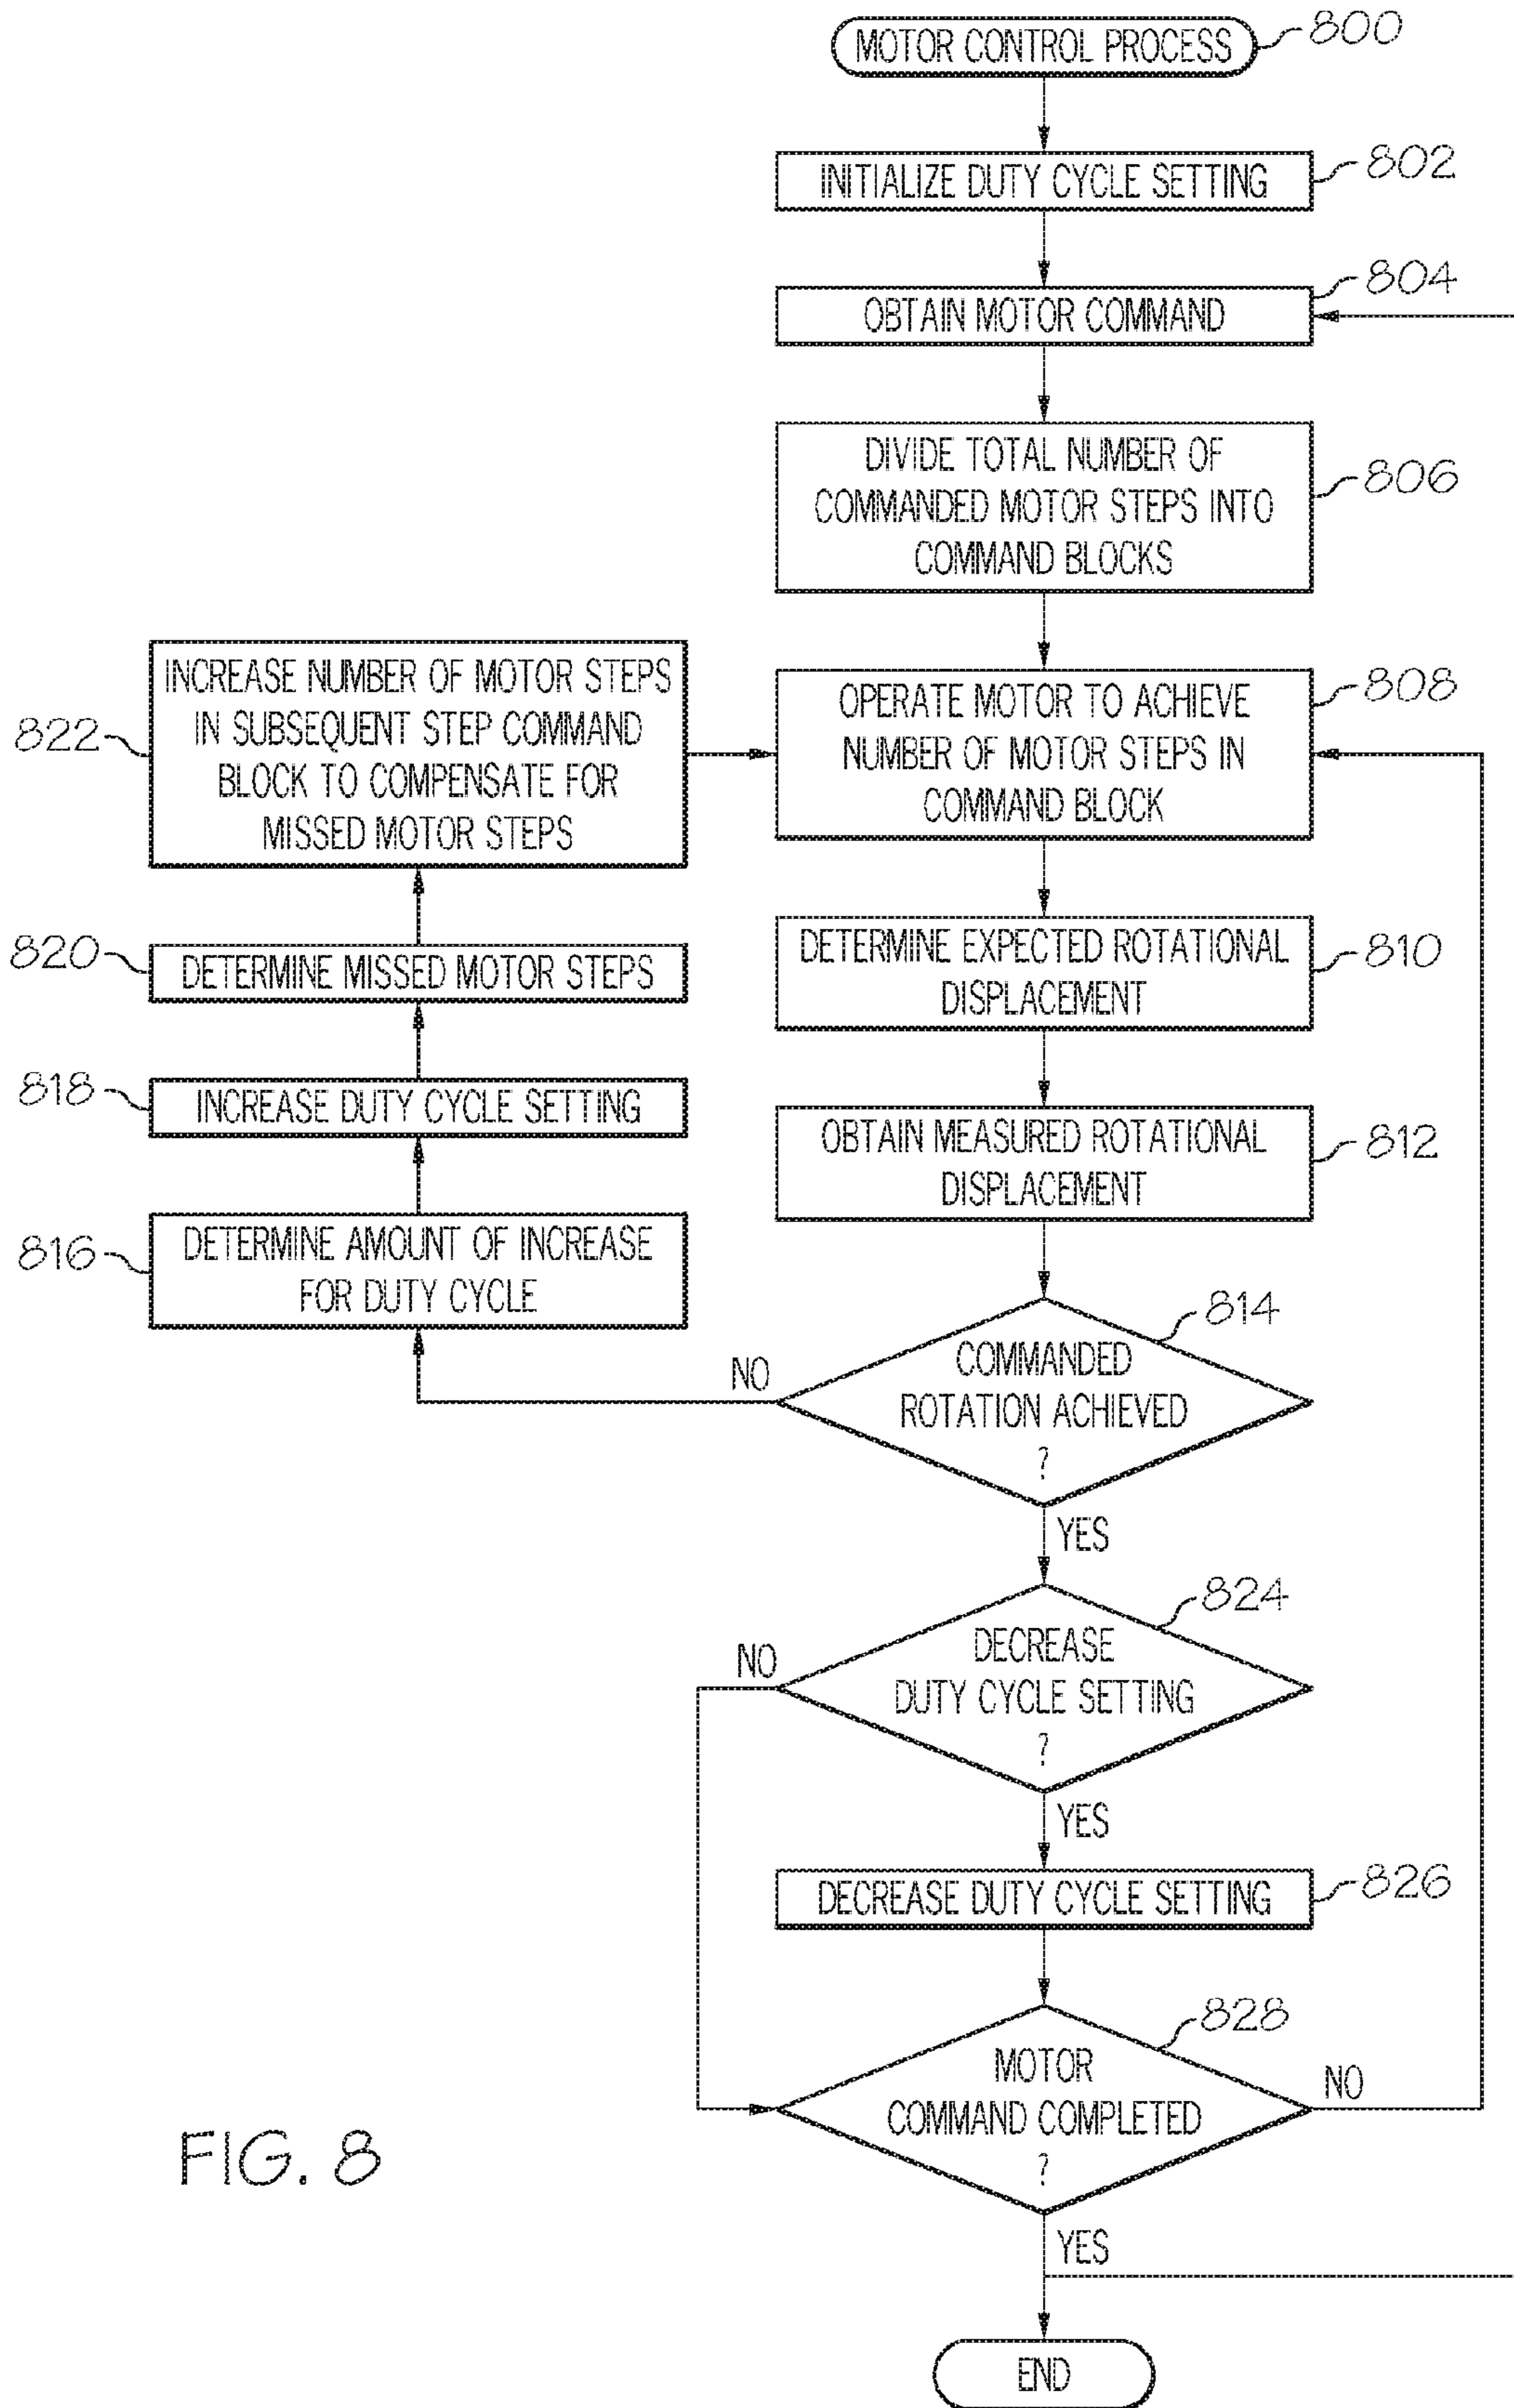 MOTOR CONTROL PROCESS
800
INITIALIZE DUTY CYCLE SETTING
802
OBTAIN MOTOR COMMAND
804
DIVIDE TOTAL NUMBER OF
COMMANDED MOTOR STEPS INTO
COMMAND BLOCKS
806
INCREASE NUMBER OF MOTOR STEPS
IN SUBSEQUENT STEP COMMAND
BLOCK TO COMPENSATE FOR
MISSED MOTOR STEPS
822
OPERATE MOTOR TO ACHIEVE
NUMBER OF MOTOR STEPS IN
COMMAND BLOCK
808
820
DETERMINE MISSED MOTOR STEPS
DETERMINE EXPECTED ROTATIONAL
DISPLACEMENT
810
818
INCREASE DUTY CYCLE SETTING
OBTAIN MEASURED ROTATIONAL
DISPLACEMENT
812
816
DETERMINE AMOUNT OF INCREASE
FOR DUTY CYCLE
814
COMMANDED
ROTATION ACHIEVED
?
NO
YES
824
DECREASE
DUTY CYCLE SETTING
?
NO
YES
DECREASE DUTY CYCLE SETTING
826
828
MOTOR
COMMAND COMPLETED
?
NO
YES
FIG. 8
END